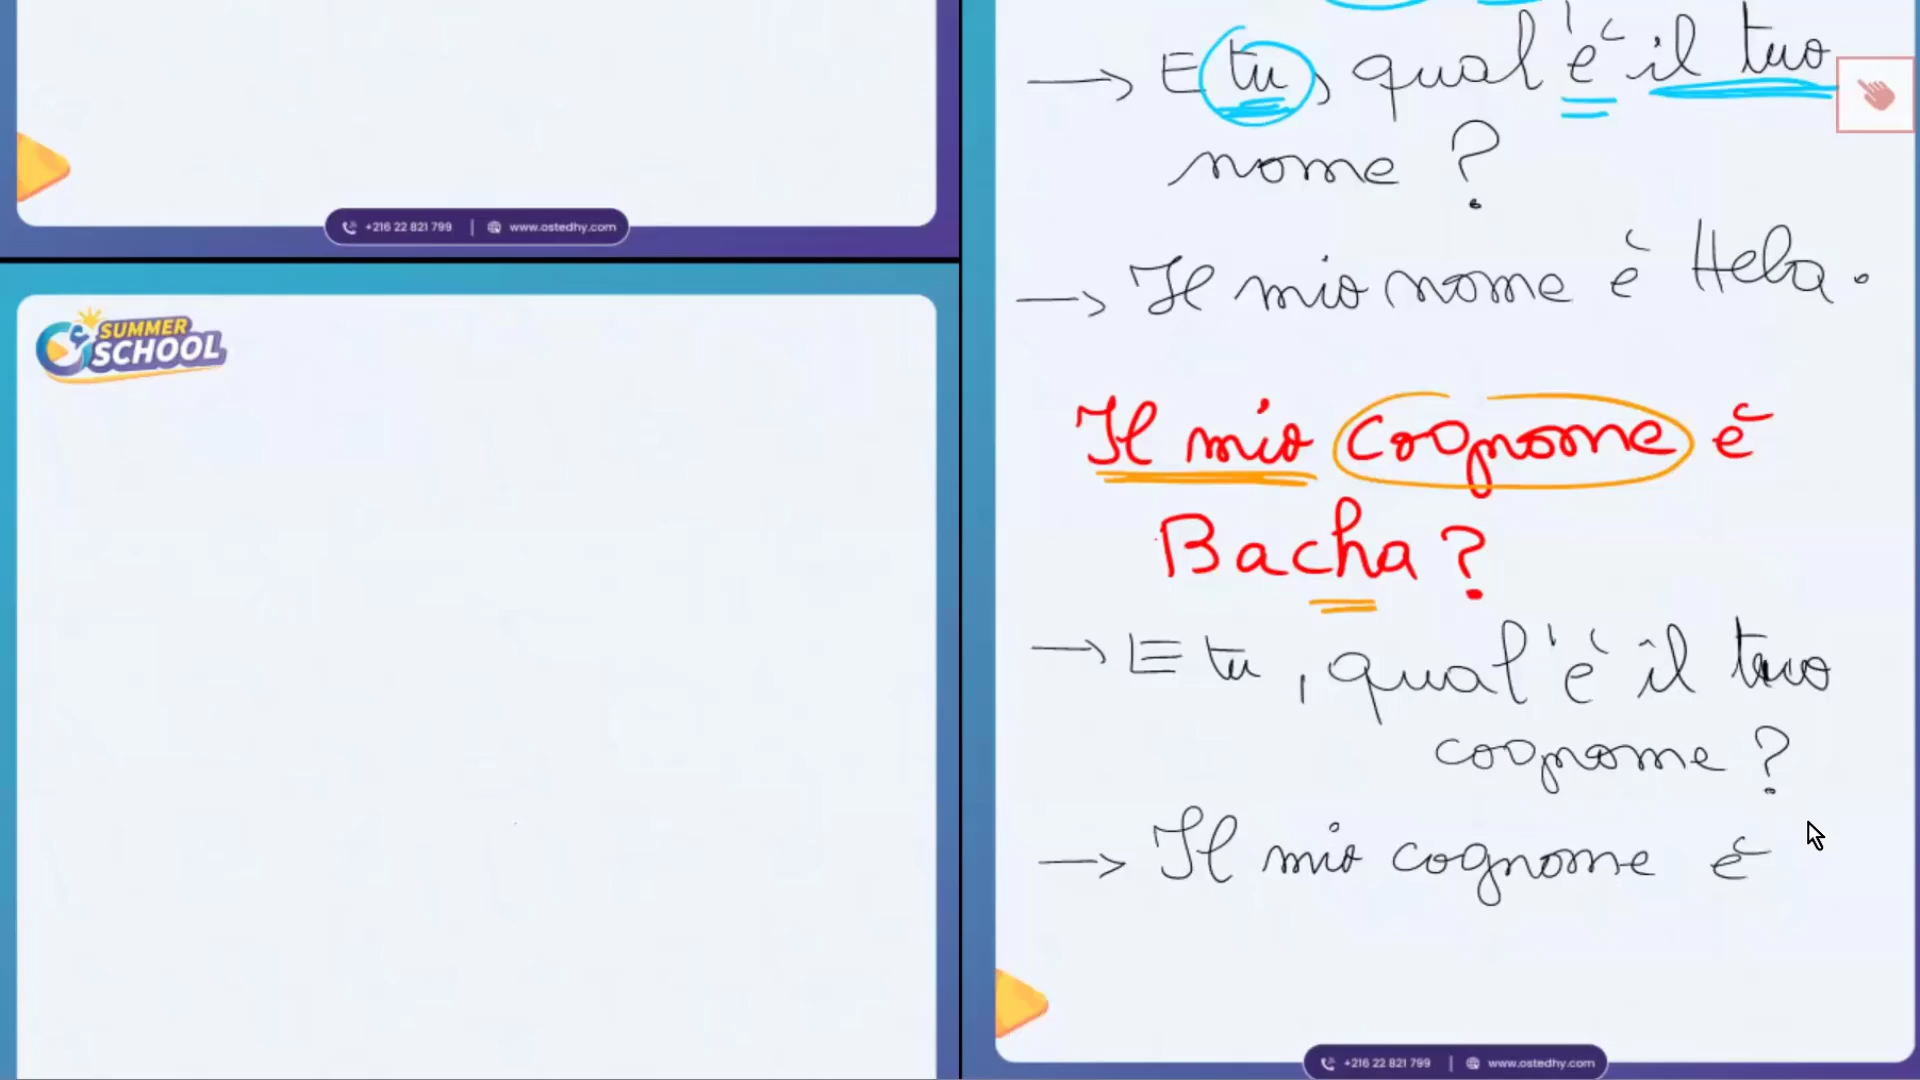 +216 22 821 799 | www.ostedhy.com
SUMMER
SCHOOL
→ E tu, qual'è il tuo
nome ?
→ Il mio nome è Heba.
Il mio cognome è
Bacha ?
→ E tu, qual'è il tuo
cognome ?
→ Il mio cognome è
+216 22 821 799 | www.ostedhy.com